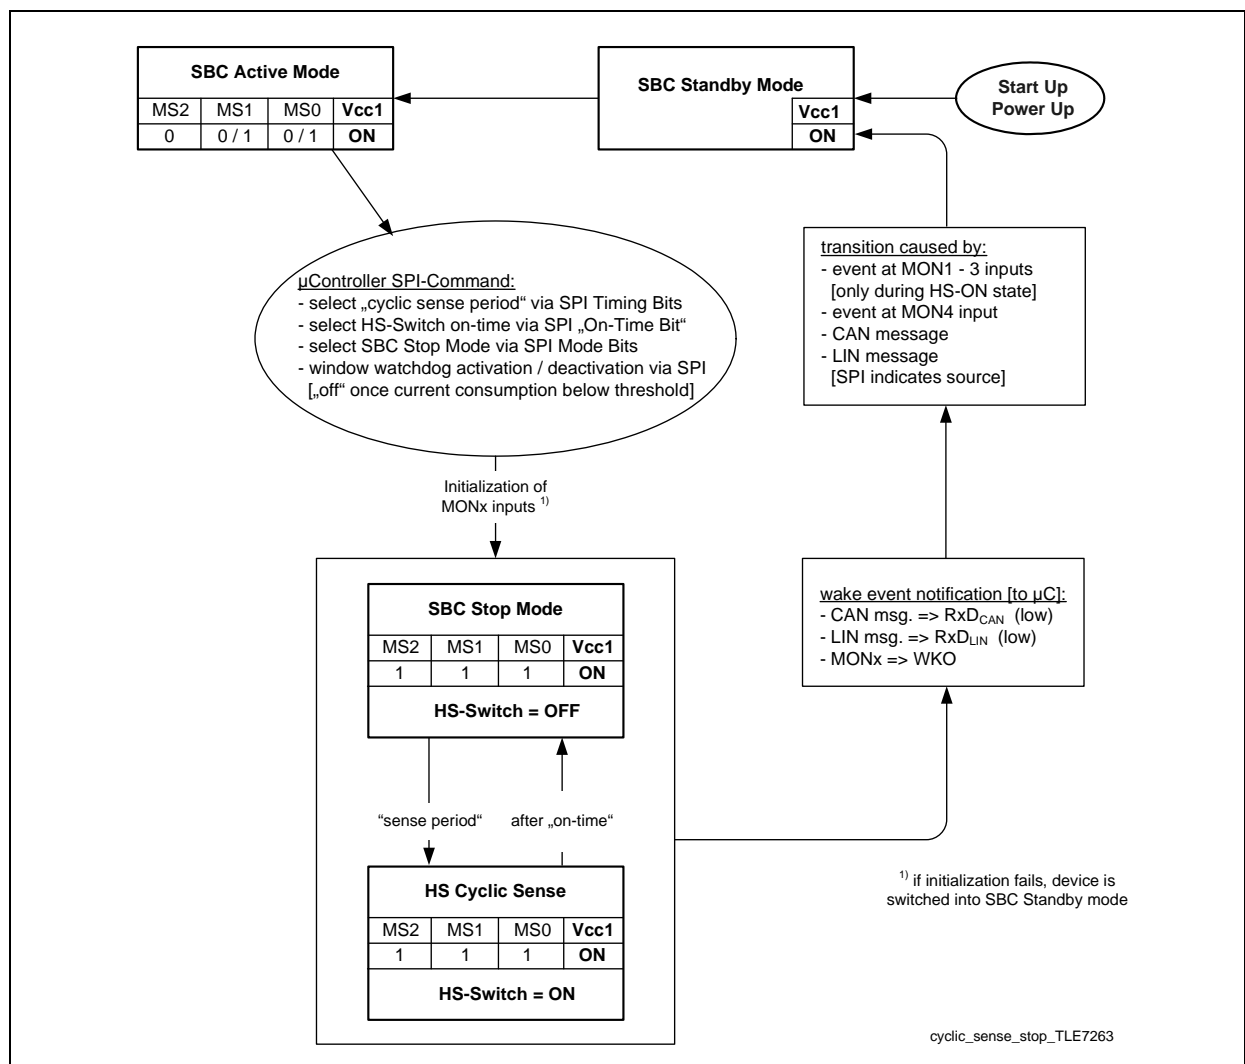 SBC Active Mode
MS2 MS1 MS0 Vcc1
0 0 / 1 0 / 1 ON
SBC Standby Mode
Vcc1
ON
Start Up
Power Up
µController SPI-Command:
- select „cyclic sense period“ via SPI Timing Bits
- select HS-Switch on-time via SPI „On-Time Bit“
- select SBC Stop Mode via SPI Mode Bits
- window watchdog activation / deactivation via SPI
[„off“ once current consumption below threshold]
transition caused by:
- event at MON1 - 3 inputs
[only during HS-ON state]
- event at MON4 input
- CAN message
- LIN message
[SPI indicates source]
Initialization of
MONx inputs 1)
SBC Stop Mode
MS2 MS1 MS0 Vcc1
1 1 1 ON
HS-Switch = OFF
wake event notification [to µC]:
- CAN msg. => RxDCAN (low)
- LIN msg. => RxDLIN (low)
- MONx => WKO
“sense period“ after „on-time“
HS Cyclic Sense
MS2 MS1 MS0 Vcc1
1 1 1 ON
HS-Switch = ON
1) if initialization fails, device is
switched into SBC Standby mode
cyclic_sense_stop_TLE7263